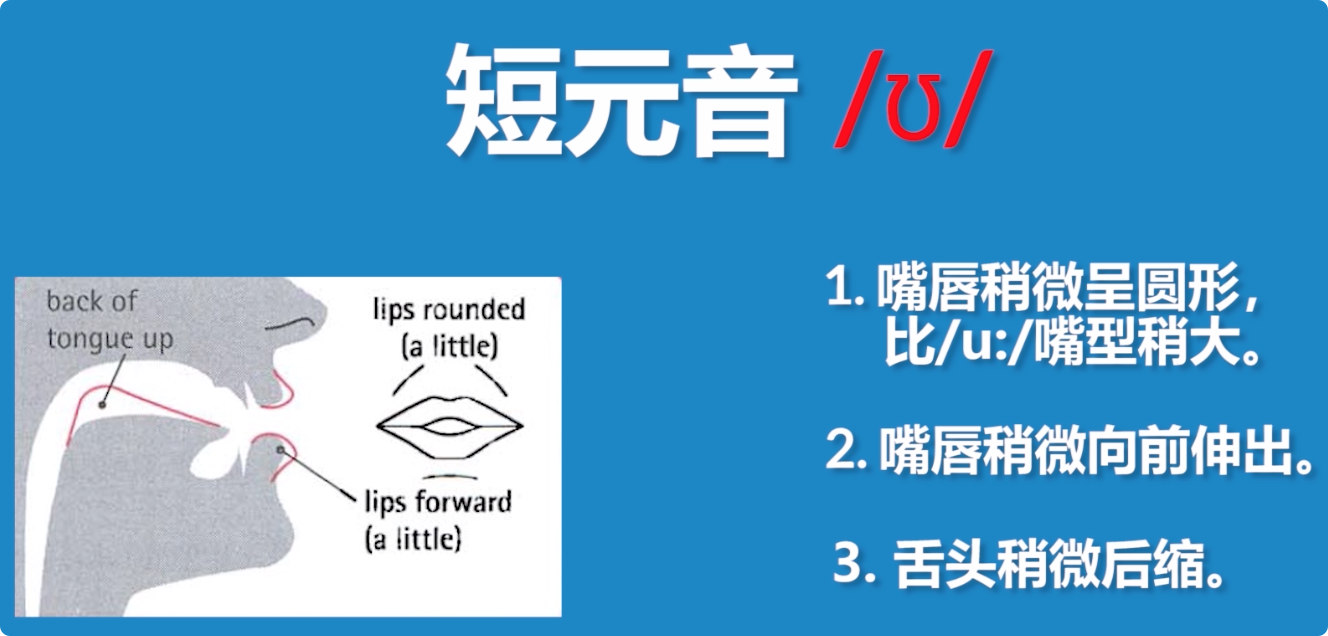 短元音 /ʊ/
back of
tongue up
lips rounded
(a little)
lips forward
(a little)
1. 嘴唇稍微呈圆形，
比/u:/嘴型稍大。
2. 嘴唇稍微向前伸出。
3. 舌头稍微后缩。